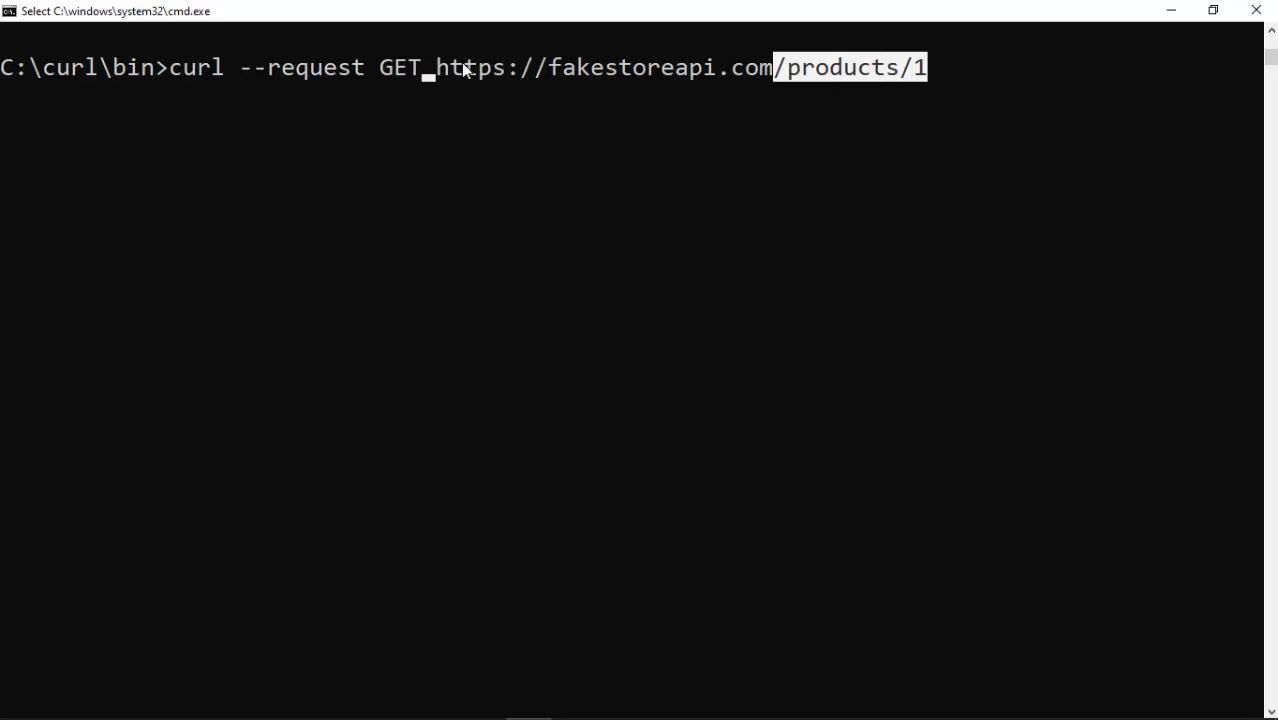 Select C:\windows\system32\cmd.exe
C:\curl\bin>curl --request GET https://fakestoreapi.com/products/1